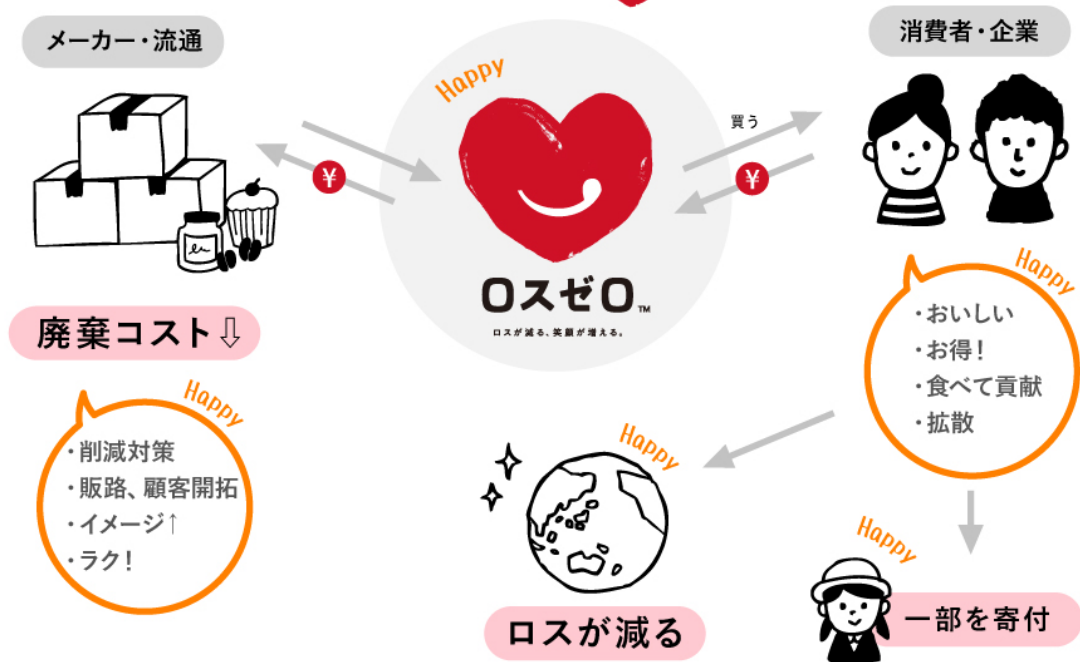 メーカー・流通
消費者・企業
Happy
買う
¥
¥
ロスゼロ™
ロスが減る、笑顔が増える。
廃棄コスト⇩
Happy
・削減対策
・販路、顧客開拓
・イメージ↑
・ラク！
Happy
・おいしい
・お得！
・食べて貢献
・拡散
Happy
ロスが減る
Happy
一部を寄付